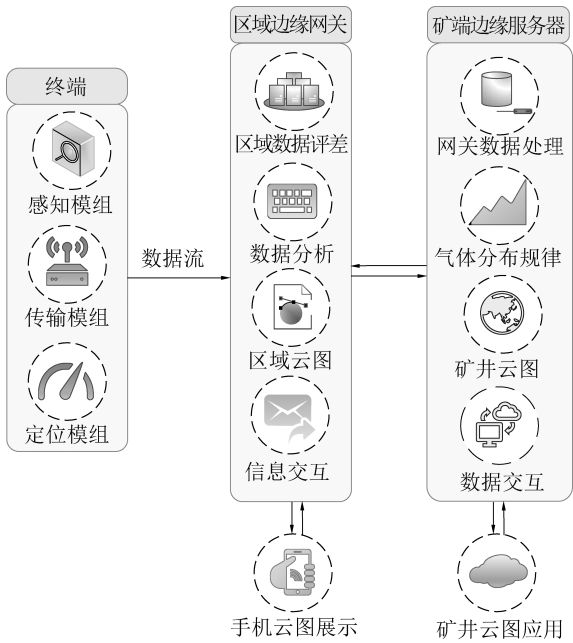 终端
感知模组
传输模组
定位模组
数据流
区域边缘网关
区域数据评差
数据分析
区域云图
信息交互
手机云图展示
矿端边缘服务器
网关数据处理
气体分布规律
矿井云图
数据交互
矿井云图应用